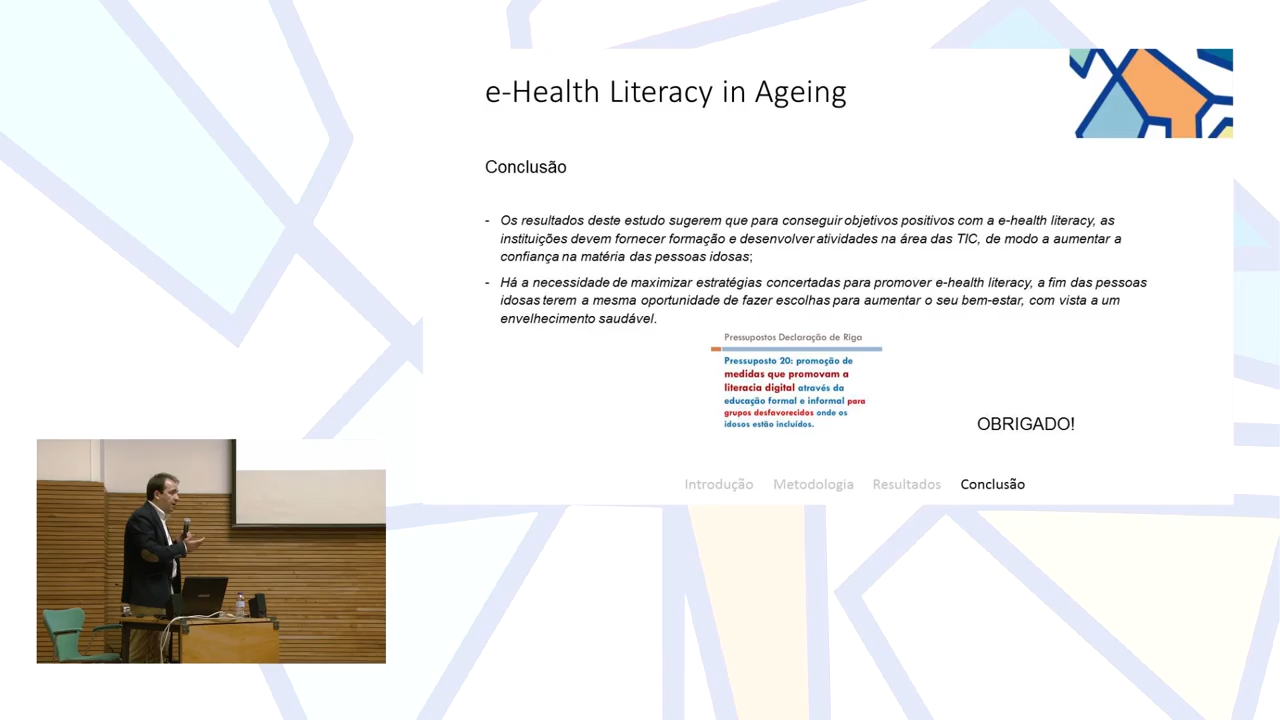 e-Health Literacy in Ageing
Conclusão
- Os resultados deste estudo sugerem que para conseguir objetivos positivos com a e-health literacy, as
instituições devem fornecer formação e desenvolver atividades na área das TIC, de modo a aumentar a
confiança na matéria das pessoas idosas;
- Há a necessidade de maximizar estratégias concertadas para promover e-health literacy, a fim das pessoas
idosas terem a mesma oportunidade de fazer escolhas para aumentar o seu bem-estar, com vista a um
envelhecimento saudável.
Pressupostos Declaração de Riga
Pressuposto 20: promoção de
medidas que promovam a
literacia digital através da
educação formal e informal para
grupos desfavorecidos onde os
idosos estão incluídos.
OBRIGADO!
Introdução Metodologia Resultados Conclusão